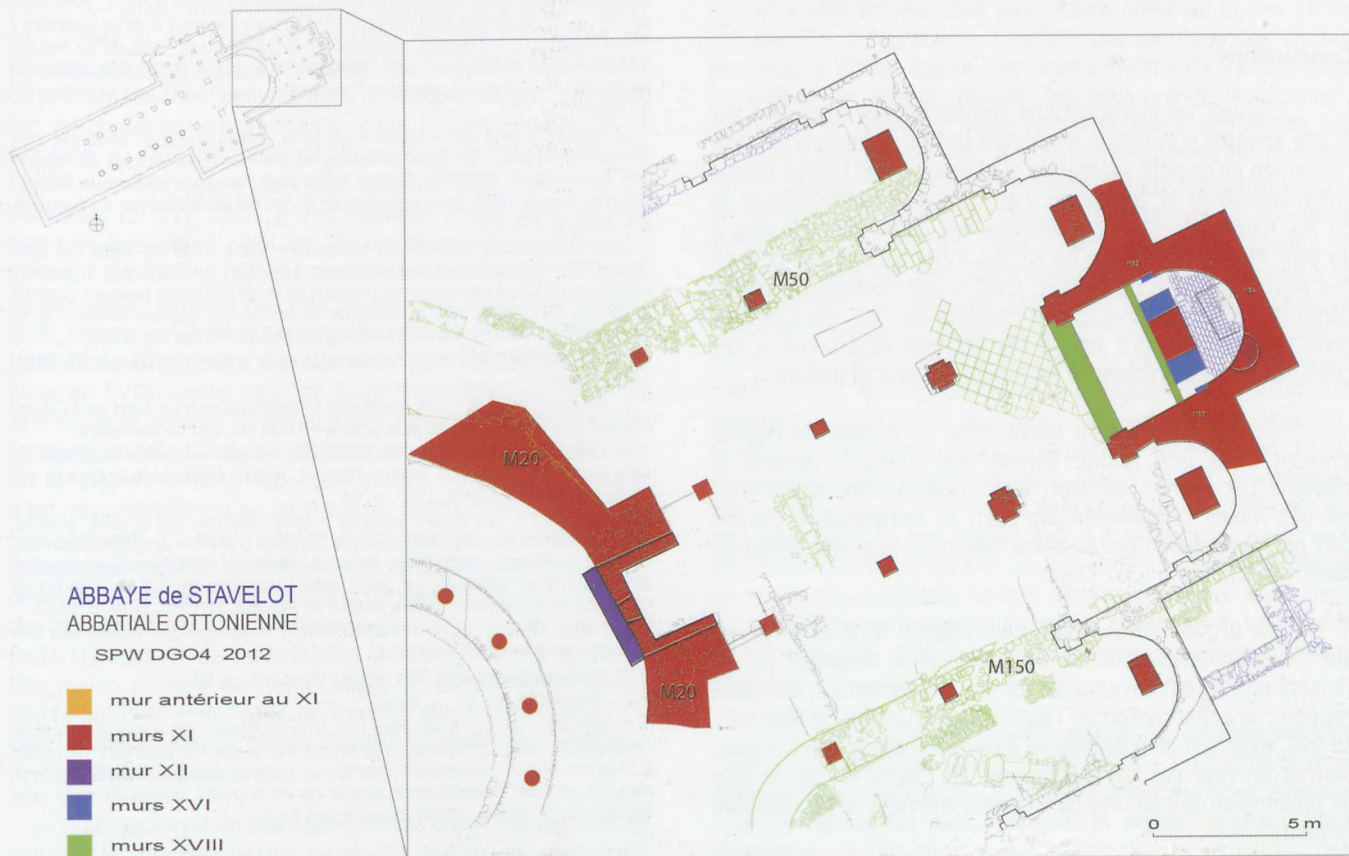 M50
M20
M20
M150
ABBAYE de STAVELOT
ABBATIALE OTTONIENNE
SPW DGO4 2012
mur antérieur au XI
murs XI
mur XII
murs XVI
murs XVIII
0 5 m